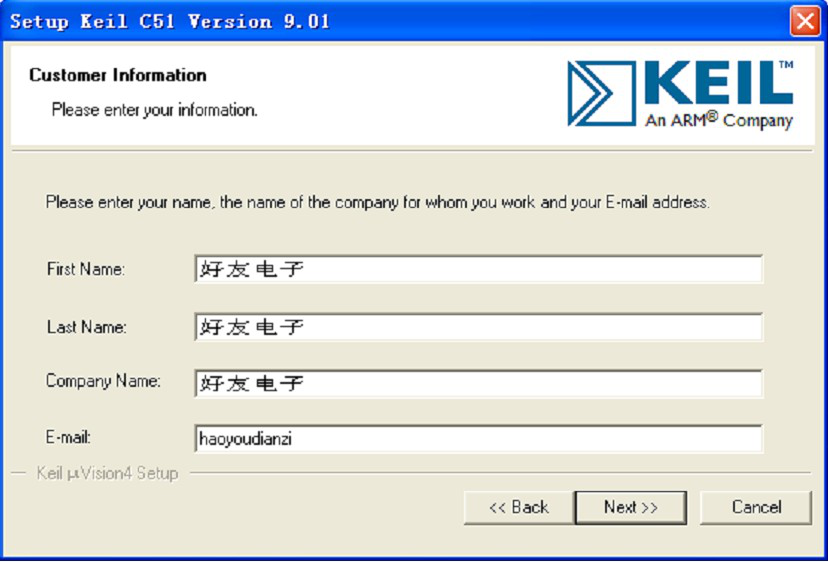 Setup Keil C51 Version 9.01
Customer Information
Please enter your information.
KEIL™
An ARM® Company
Please enter your name, the name of the company for whom you work and your E-mail address.
First Name: 好友电子
Last Name: 好友电子
Company Name: 好友电子
E-mail: haoyoudianzi
Keil µVision4 Setup
<< Back Next >> Cancel